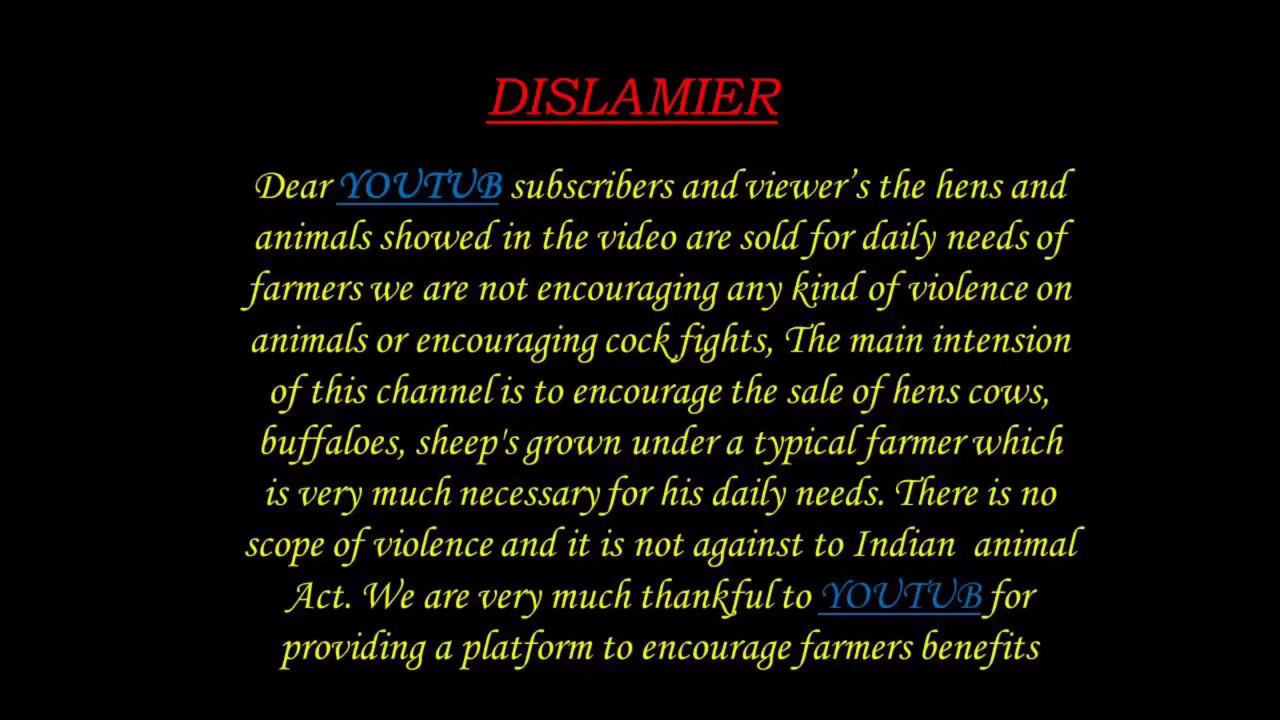 DISLAMIER
Dear YOUTUB subscribers and viewer’s the hens and
animals showed in the video are sold for daily needs of
farmers we are not encouraging any kind of violence on
animals or encouraging cock fights, The main intension
of this channel is to encourage the sale of hens cows,
buffaloes, sheep's grown under a typical farmer which
is very much necessary for his daily needs. There is no
scope of violence and it is not against to Indian  animal
Act. We are very much thankful to YOUTUB for
providing a platform to encourage farmers benefits